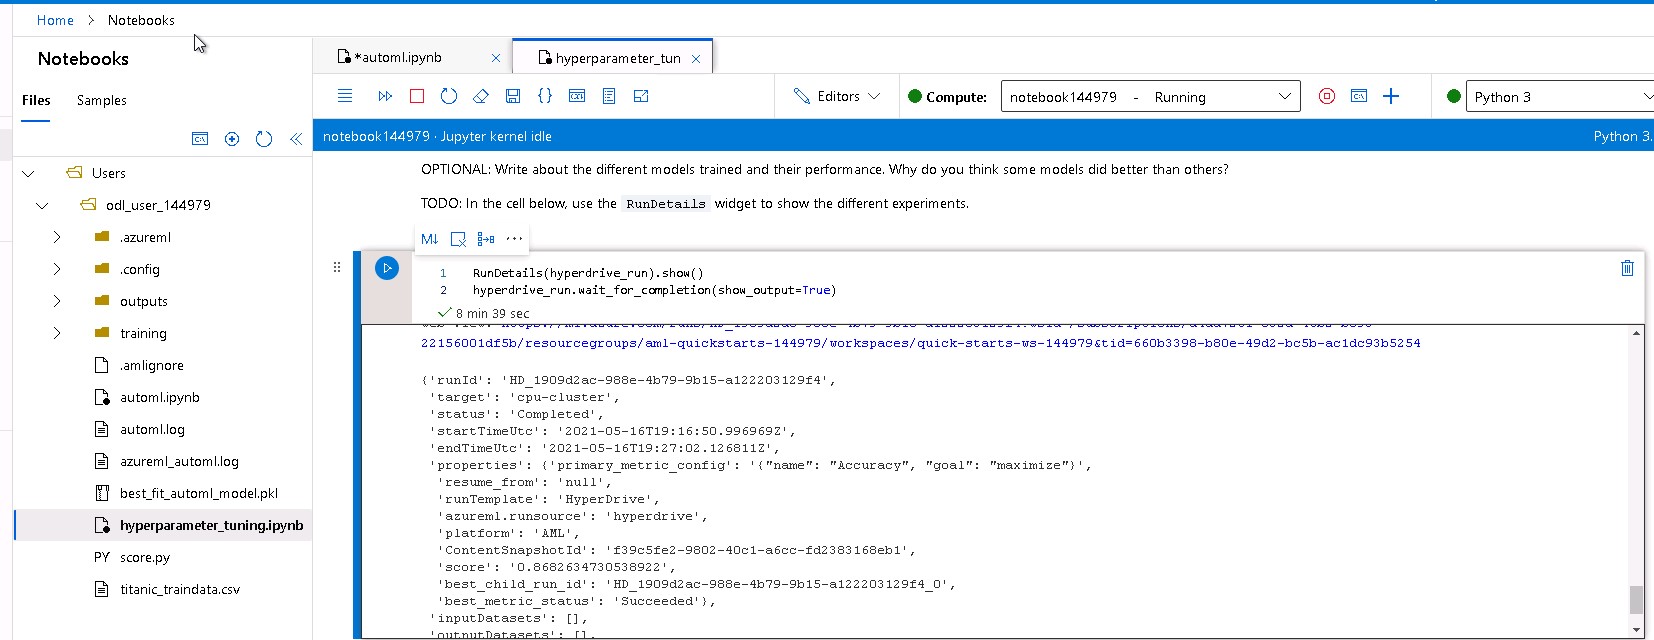 Home > Notebooks
Notebooks
Files Samples
Users
odl_user_144979
.azureml
.config
outputs
training
.amlignore
automl.ipynb
automl.log
azureml_automl.log
best_fit_automl_model.pkl
hyperparameter_tuning.ipynb
PY score.py
titanic_traindata.csv
*automl.ipynb
hyperparameter_tun
Editors
Compute: notebook144979 - Running
Python 3
notebook144979 · Jupyter kernel idle
Python 3.
OPTIONAL: Write about the different models trained and their performance. Why do you think some models did better than others?
TODO: In the cell below, use the RunDetails widget to show the different experiments.
M↓
1 RunDetails(hyperdrive_run).show()
2 hyperdrive_run.wait_for_completion(show_output=True)
8 min 39 sec
22156001df5b/resourcegroups/aml-quickstarts-144979/workspaces/quick-starts-ws-144979&tid=660b3398-b80e-49d2-bc5b-ac1dc93b5254
{'runId': 'HD_1909d2ac-988e-4b79-9b15-a122203129f4',
'target': 'cpu-cluster',
'status': 'Completed',
'startTimeUtc': '2021-05-16T19:16:50.996969Z',
'endTimeUtc': '2021-05-16T19:27:02.126811Z',
'properties': {'primary_metric_config': '{"name": "Accuracy", "goal": "maximize"}',
'resume_from': 'null',
'runTemplate': 'HyperDrive',
'azureml.runsource': 'hyperdrive',
'platform': 'AML',
'ContentSnapshotId': 'f39c5fe2-9802-40c1-a6cc-fd2383168eb1',
'score': '0.8682634730538922',
'best_child_run_id': 'HD_1909d2ac-988e-4b79-9b15-a122203129f4_0',
'best_metric_status': 'Succeeded'},
'inputDatasets': [],
'outputDatasets': [],